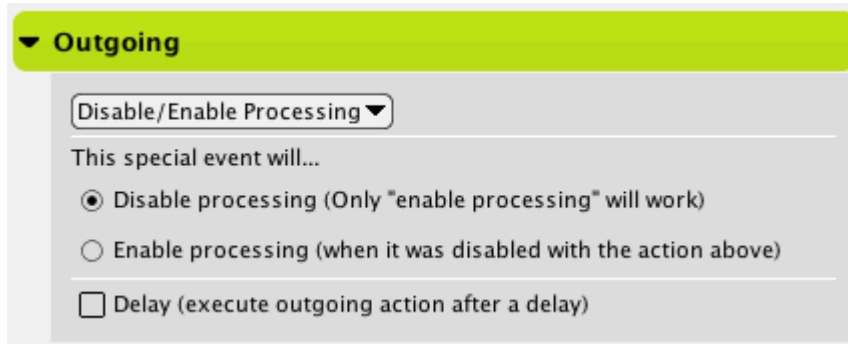 Outgoing
Disable/Enable Processing
This special event will...
Disable processing (Only "enable processing" will work)
Enable processing (when it was disabled with the action above)
Delay (execute outgoing action after a delay)